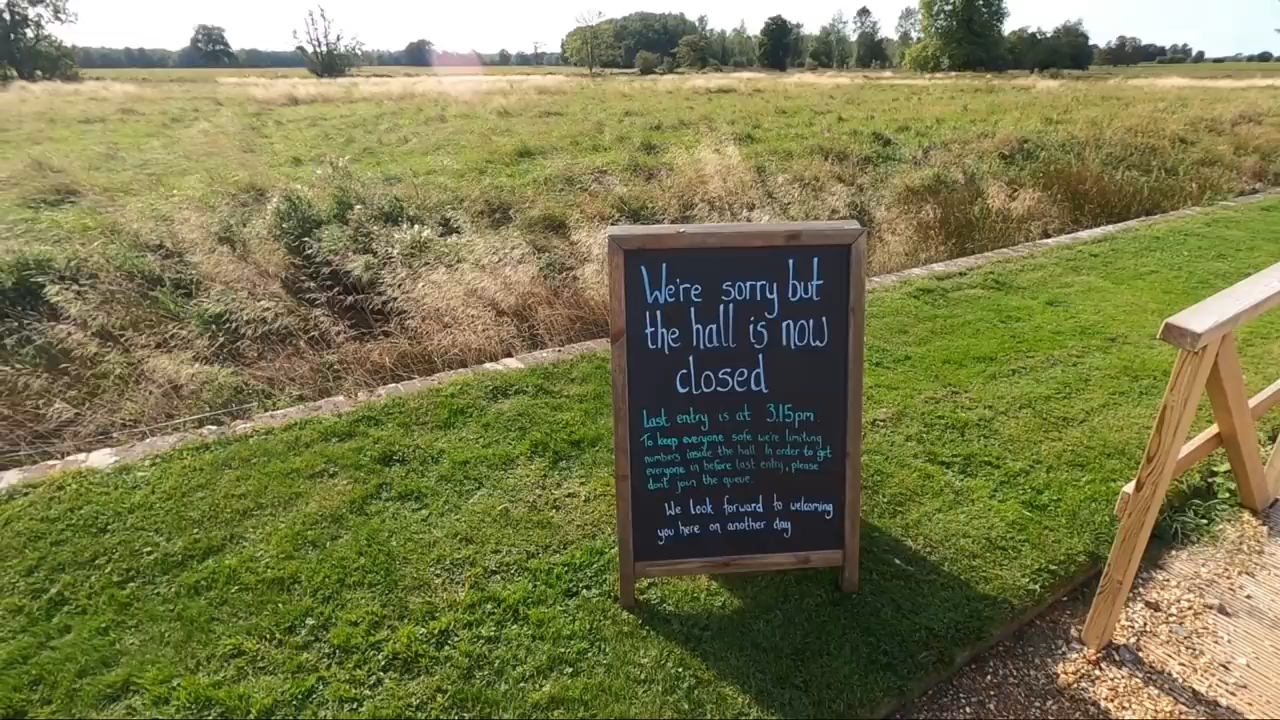 We're sorry but
the hall is now
closed
Last entry is at 3.15pm.
To keep everyone safe we're limiting
numbers inside the hall. In order to get
everyone in before last entry, please
don't join the queue.
We look forward to welcoming
you here on another day